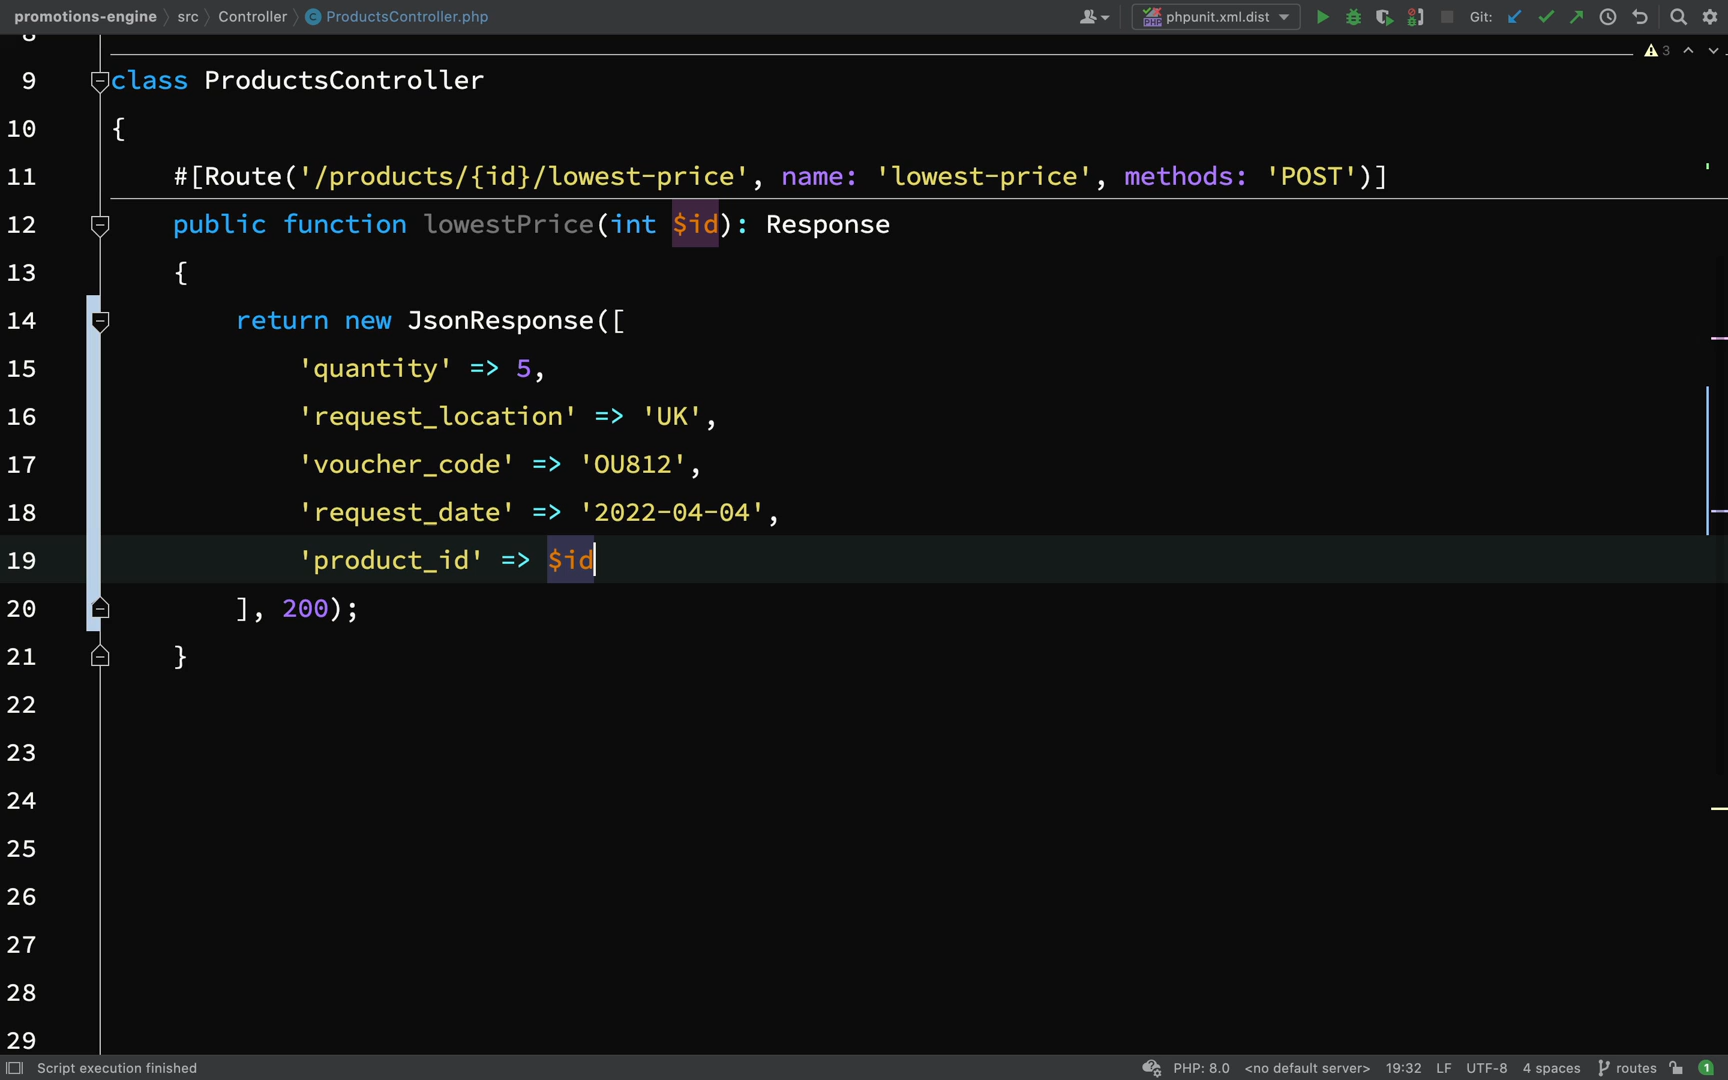 promotions-engine src Controller ProductsController.php phpunit.xml.dist Git:
3
8
9 class ProductsController
10 {
11 #[Route('/products/{id}/lowest-price', name: 'lowest-price', methods: 'POST')]
12 public function lowestPrice(int $id): Response
13 {
14 return new JsonResponse([
15 'quantity' => 5,
16 'request_location' => 'UK',
17 'voucher_code' => 'OU812',
18 'request_date' => '2022-04-04',
19 'product_id' => $id
20 ], 200);
21 }
22
23
24
25
26
27
28
29
Script execution finished PHP: 8.0 <no default server> 19:32 LF UTF-8 4 spaces routes 1